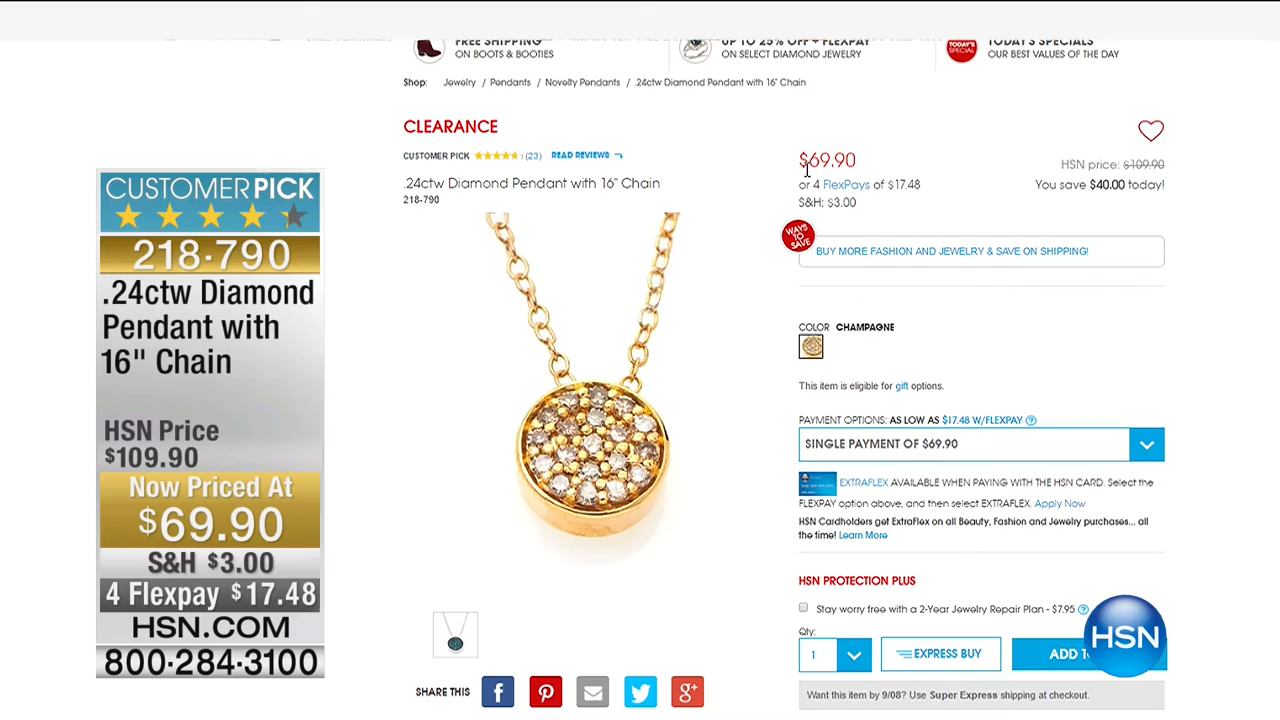 FREE SHIPPING
ON BOOTS & BOOTIES
UP TO 25% OFF + FLEXPAY
ON SELECT DIAMOND JEWELRY
TODAY'S SPECIAL
TODAY'S SPECIALS
OUR BEST VALUES OF THE DAY
Shop: Jewelry / Pendants / Novelty Pendants / .24ctw Diamond Pendant with 16" Chain
CLEARANCE
CUSTOMER PICK (23) READ REVIEWS
.24ctw Diamond Pendant with 16" Chain
218-790
$69.90
HSN price: $109.90
or 4 FlexPays of $17.48
You save $40.00 today!
S&H: $3.00
WAYS TO SAVE
BUY MORE FASHION AND JEWELRY & SAVE ON SHIPPING!
COLOR CHAMPAGNE
This item is eligible for gift options.
PAYMENT OPTIONS: AS LOW AS $17.48 W/FLEXPAY ?
SINGLE PAYMENT OF $69.90
EXTRAFLEX AVAILABLE WHEN PAYING WITH THE HSN CARD. Select the
FLEXPAY option above, and then select EXTRAFLEX. Apply Now
HSN Cardholders get ExtraFlex on all Beauty, Fashion and Jewelry purchases... all
the time! Learn More
HSN PROTECTION PLUS
Stay worry free with a 2-Year Jewelry Repair Plan - $7.95 ?
Qty:
1
EXPRESS BUY
ADD
HSN
Want this item by 9/08? Use Super Express shipping at checkout.
SHARE THIS
CUSTOMER PICK
218-790
.24ctw Diamond
Pendant with
16" Chain
HSN Price
$109.90
Now Priced At
$69.90
S&H $3.00
4 Flexpay $17.48
HSN.COM
800-284-3100